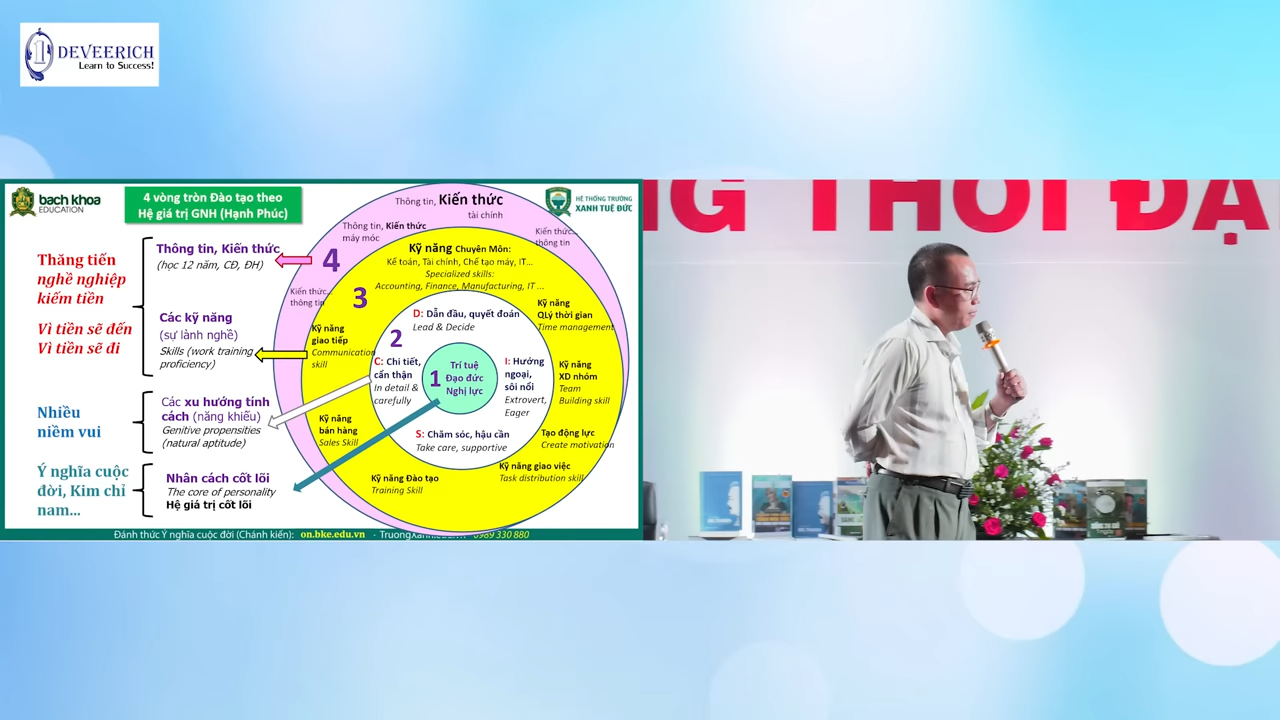 DEVEERICH
Learn to Success!
bach khoa
EDUCATION
4 vòng tròn Đào tạo theo
Hệ giá trị GNH (Hạnh Phúc)
HỆ THỐNG TRƯỜNG
XANH TUỆ ĐỨC
Thăng tiến
nghề nghiệp
kiếm tiền
Vì tiền sẽ đến
Vì tiền sẽ đi
Nhiều
niềm vui
Ý nghĩa cuộc
đời, Kim chỉ
nam...
Thông tin, Kiến thức
(học 12 năm, CĐ, ĐH)
Các kỹ năng
(sự lành nghề)
Skills (work training
proficiency)
Các xu hướng tính
cách (năng khiếu)
Genitive propensities
(natural aptitude)
Nhân cách cốt lõi
The core of personality
Hệ giá trị cốt lõi
Thông tin, Kiến thức
tài chính
Thông tin, Kiến thức
máy móc
Kiến thức...
thông tin
4
Kiến thức...
thông tin
Kỹ năng Chuyên Môn:
Kế toán, Tài chính, Chế tạo máy, IT...
Specialized skills:
Accounting, Finance, Manufacturing, IT ...
3
Kỹ năng
QLý thời gian
Time management
Kỹ năng
giao tiếp
Communication
skill
Kỹ năng
XD nhóm
Team
Building skill
Kỹ năng
bán hàng
Sales Skill
Tạo động lực
Create motivation
Kỹ năng giao việc
Task distribution skill
Kỹ năng Đào tạo
Training Skill
D: Dẫn đầu, quyết đoán
Lead & Decide
2
C: Chi tiết,
cẩn thận
In detail &
carefully
I: Hướng
ngoại,
sôi nổi
Extrovert,
Eager
S: Chăm sóc, hậu cần
Take care, supportive
1
Trí tuệ
Đạo đức
Nghị lực
Đánh thức Ý nghĩa cuộc đời (Chánh kiến): on.bke.edu.vn - TruongXanh.edu.vn - 0989 330 880
NG THỜI ĐẠ